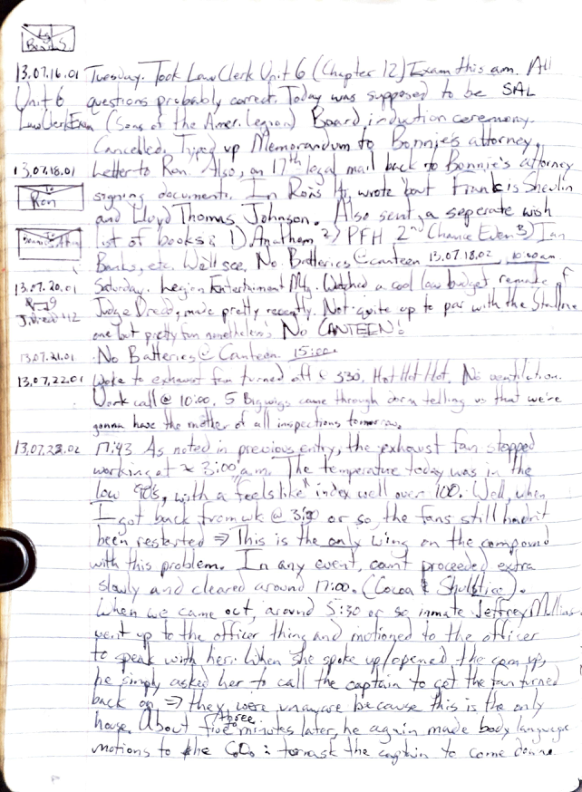 To
Bennies
13.07.16.01 Tuesday. Took Law Clerk Unit 6 (Chapter 12) Exam this am. All
Unit 6 questions probably correct. Today was supposed to be SAL
Law Clerk Exam (Sons of the Amer. Legion) Board induction ceremony.
Cancelled. Typed up Memorandum to Bonnie's attorney.
13.07.18.01 Letter to Ron. Also, on 17th legal mail back to Bonnie's attorney
To signing documents. In Ron's wrote bout Frank is Shevlin
Ron and Lloyd Thomas Johnson. Also sent a seperate wish
To list of books: 1) Anathem 2) PFH 2nd Chance Even 3) Ian
Banks, etc. We'll see. No Batteries @ canteen 13.07.18.02, 10:00am.
13.07.20.01 Saturday. Legion Entertainment Mtg. Watched a cool low budget remake of
Judge Dredd, made pretty recently. Not quite up to par with the Stallone
one but pretty fun nonetheless. No CANTEEN!
13.07.21.01 No Batteries @ Canteen 15:00.
13.07.22.01 Woke to exhaust fan turned off @ 330. Hot Hot Hot. No ventilation.
Work call @ 10:00. 5 Bigwigs came through telling us that we're
gonna have the mother of all inspections tomorrow.
13.07.22.02 17:43 As noted in previous entry, the exhaust fan stopped
working at ≈ 3:00 a.m. The temperature today was in the
low 90's, with a "feels like" index well over 100. Well, when
I got back from wk @ 3:30 or so, the fans still hadn't
been restarted ⇒ This is the only wing on the compound
with this problem. In any event, count proceeded extra
slowly and cleared around 17:00. (Cocoa &
When we came out, around 5:30 or so inmate Jeffrey Mullins
went up to the officer thing and motioned to the officer
to speak with her. When she spoke up/opened the com up,
he simply asked her to call the captain to get the fan turned
back on ⇒ they were unaware because this is the only
house. About five three minutes later, he again made body language
motions to the COs to ask the captain to come